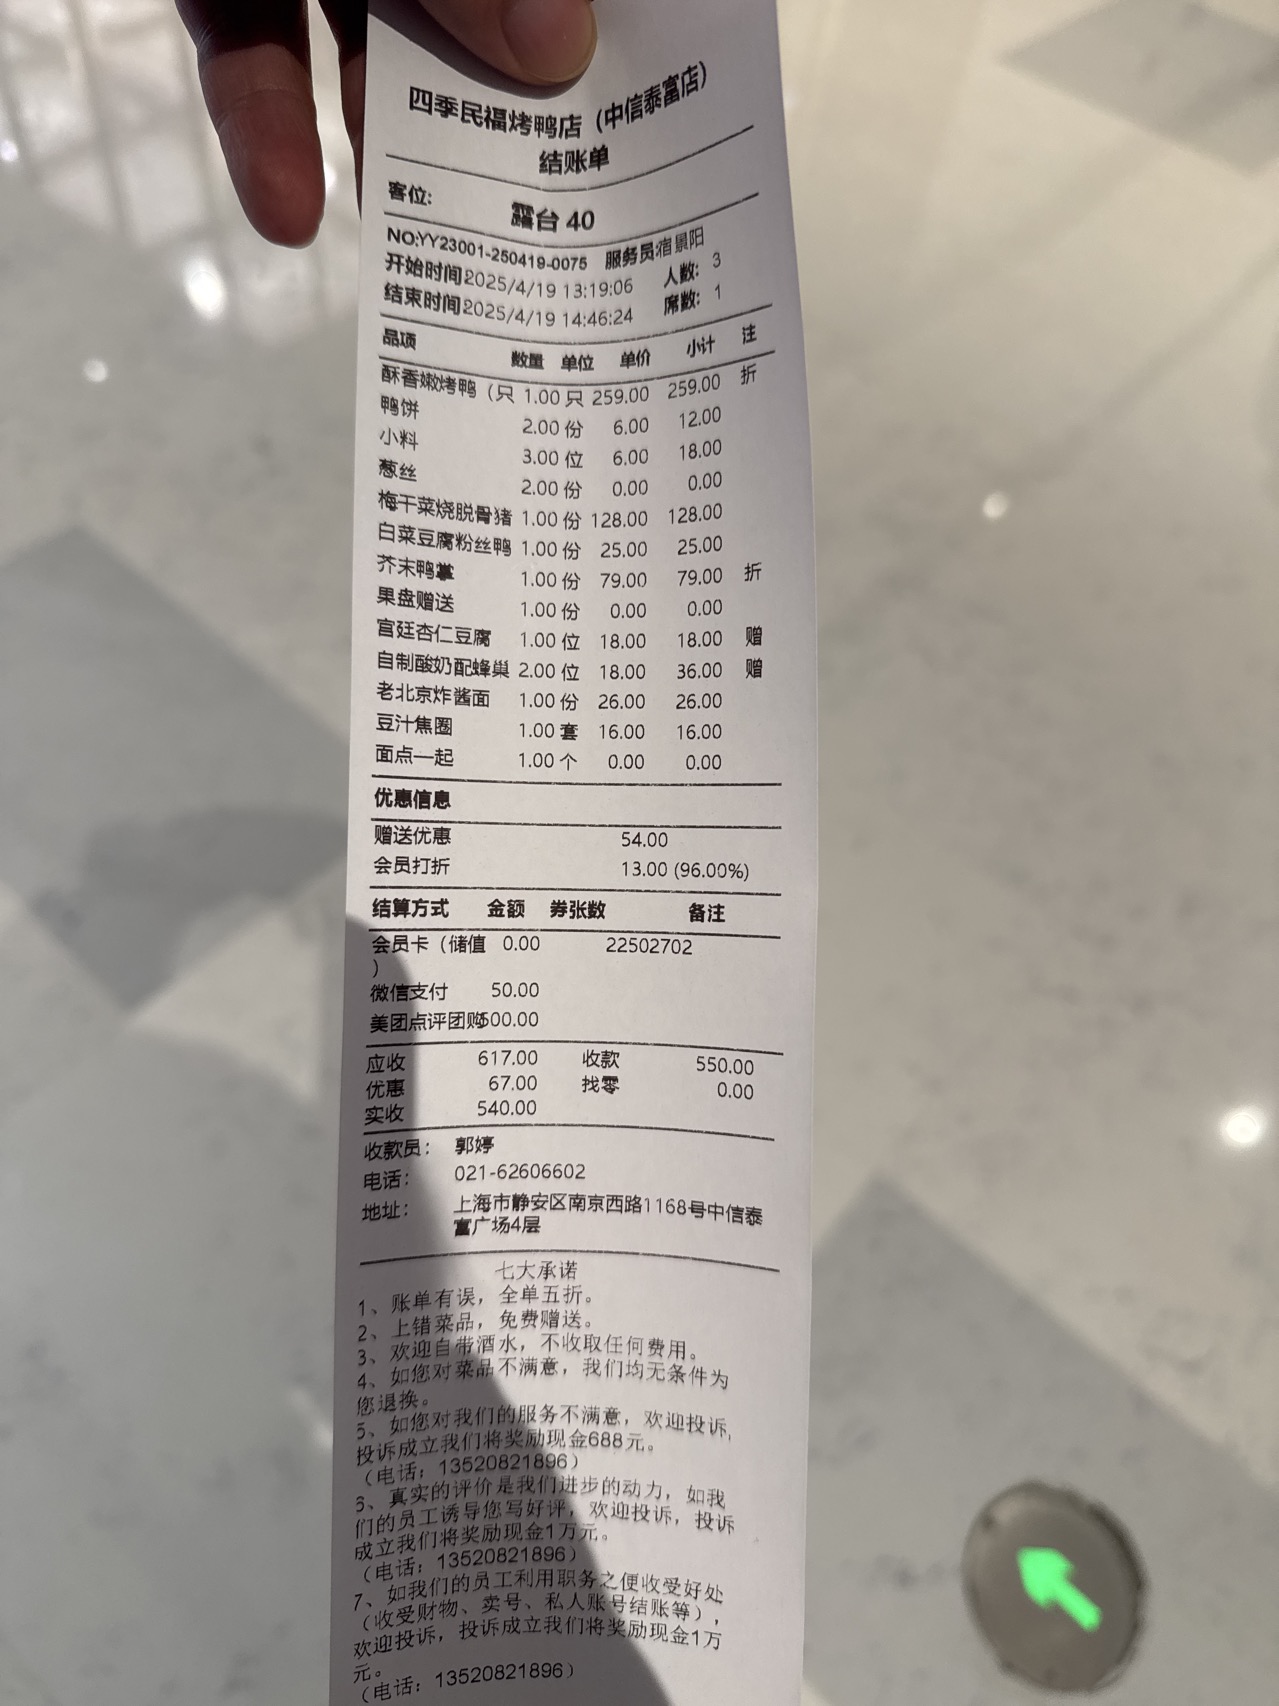 四季民福烤鸭店（中信泰富店）
结账单
客位: 露台 40
NO:YY23001-250419-0075 服务员:宿景阳
开始时间2025/4/19 13:19:06 人数: 3
结束时间2025/4/19 14:46:24 席数: 1
品项 数量 单位 单价 小计 注
酥香嫩烤鸭（只 1.00 只 259.00 259.00 折
鸭饼 2.00 份 6.00 12.00
小料 3.00 位 6.00 18.00
葱丝 2.00 份 0.00 0.00
梅干菜烧脱骨猪 1.00 份 128.00 128.00
白菜豆腐粉丝鸭 1.00 份 25.00 25.00
芥末鸭掌 1.00 份 79.00 79.00 折
果盘赠送 1.00 份 0.00 0.00
宫廷杏仁豆腐 1.00 位 18.00 18.00 赠
自制酸奶配蜂巢 2.00 位 18.00 36.00 赠
老北京炸酱面 1.00 份 26.00 26.00
豆汁焦圈 1.00 套 16.00 16.00
面点一起 1.00 个 0.00 0.00
优惠信息
赠送优惠 54.00
会员打折 13.00 (96.00%)
结算方式 金额 券张数 备注
会员卡（储值 0.00 22502702
）
微信支付 50.00
美团点评团购500.00
应收 617.00 收款 550.00
优惠 67.00 找零 0.00
实收 540.00
收款员: 郭婷
电话: 021-62606602
地址: 上海市静安区南京西路1168号中信泰
富广场4层
七大承诺
1、账单有误，全单五折。
2、上错菜品，免费赠送。
3、欢迎自带酒水，不收取任何费用。
4、如您对菜品不满意，我们均无条件为
您退换。
5、如您对我们的服务不满意，欢迎投诉,
投诉成立我们将奖励现金688元。
（电话：13520821896）
6、真实的评价是我们进步的动力，如我
们的员工诱导您写好评，欢迎投诉，投诉
成立我们将奖励现金1万元。
（电话：13520821896）
7、如我们的员工利用职务之便收受好处
（收受财物、卖号、私人账号结账等），
欢迎投诉，投诉成立我们将奖励现金1万
元。
（电话：13520821896）